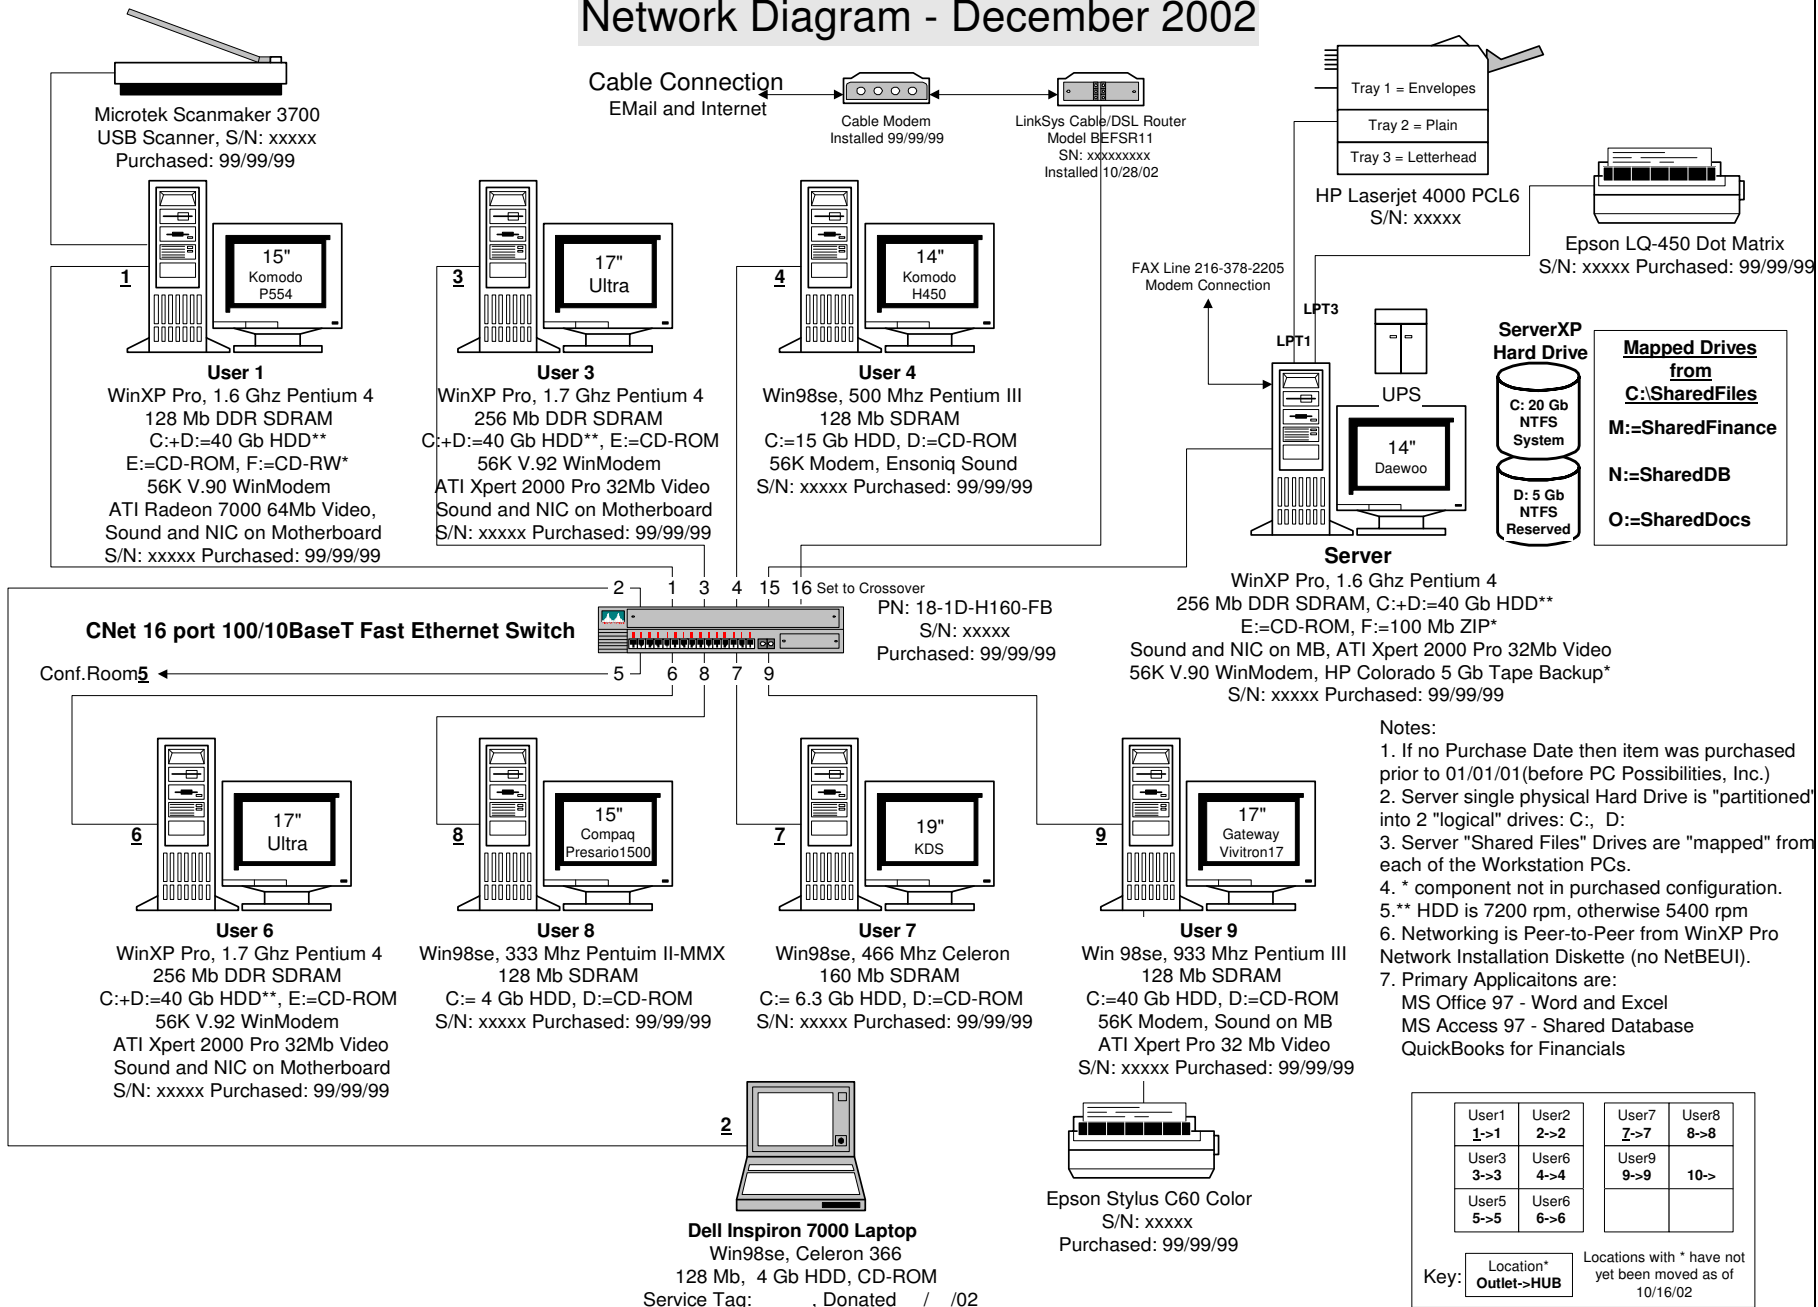 Network Diagram - December 2002
Microtek Scanmaker 3700
USB Scanner, S/N: xxxxx
Purchased: 99/99/99
Cable Connection
EMail and Internet
Cable Modem
Installed 99/99/99
LinkSys Cable/DSL Router
Model BEFSR11
SN: xxxxxxxxx
Installed 10/28/02
Tray 1 = Envelopes
Tray 2 = Plain
Tray 3 = Letterhead
HP Laserjet 4000 PCL6
S/N: xxxxx
Epson LQ-450 Dot Matrix
S/N: xxxxx Purchased: 99/99/99
1
15"
Komodo
P554
User 1
WinXP Pro, 1.6 Ghz Pentium 4
128 Mb DDR SDRAM
C:+D:=40 Gb HDD**
E:=CD-ROM, F:=CD-RW*
56K V.90 WinModem
ATI Radeon 7000 64Mb Video,
Sound and NIC on Motherboard
S/N: xxxxx Purchased: 99/99/99
3
17"
Ultra
User 3
WinXP Pro, 1.7 Ghz Pentium 4
256 Mb DDR SDRAM
C:+D:=40 Gb HDD**, E:=CD-ROM
56K V.92 WinModem
ATI Xpert 2000 Pro 32Mb Video
Sound and NIC on Motherboard
S/N: xxxxx Purchased: 99/99/99
4
14"
Komodo
H450
User 4
Win98se, 500 Mhz Pentium III
128 Mb SDRAM
C:=15 Gb HDD, D:=CD-ROM
56K Modem, Ensoniq Sound
S/N: xxxxx Purchased: 99/99/99
FAX Line 216-378-2205
Modem Connection
LPT3
LPT1
UPS
14"
Daewoo
ServerXP
Hard Drive
C: 20 Gb
NTFS
System
D: 5 Gb
NTFS
Reserved
Mapped Drives
from
C:\SharedFiles
M:=SharedFinance
N:=SharedDB
O:=SharedDocs
Server
WinXP Pro, 1.6 Ghz Pentium 4
256 Mb DDR SDRAM, C:+D:=40 Gb HDD**
E:=CD-ROM, F:=100 Mb ZIP*
Sound and NIC on MB, ATI Xpert 2000 Pro 32Mb Video
56K V.90 WinModem, HP Colorado 5 Gb Tape Backup*
S/N: xxxxx Purchased: 99/99/99
2 1 3 4 15 16 Set to Crossover
CNet 16 port 100/10BaseT Fast Ethernet Switch
PN: 18-1D-H160-FB
S/N: xxxxx
Purchased: 99/99/99
Conf.Room5
5 6 8 7 9
6
17"
Ultra
User 6
WinXP Pro, 1.7 Ghz Pentium 4
256 Mb DDR SDRAM
C:+D:=40 Gb HDD**, E:=CD-ROM
56K V.92 WinModem
ATI Xpert 2000 Pro 32Mb Video
Sound and NIC on Motherboard
S/N: xxxxx Purchased: 99/99/99
8
15"
Compaq
Presario1500
User 8
Win98se, 333 Mhz Pentuim II-MMX
128 Mb SDRAM
C:= 4 Gb HDD, D:=CD-ROM
S/N: xxxxx Purchased: 99/99/99
7
19"
KDS
User 7
Win98se, 466 Mhz Celeron
160 Mb SDRAM
C:= 6.3 Gb HDD, D:=CD-ROM
S/N: xxxxx Purchased: 99/99/99
9
17"
Gateway
Vivitron17
User 9
Win 98se, 933 Mhz Pentium III
128 Mb SDRAM
C:=40 Gb HDD, D:=CD-ROM
56K Modem, Sound on MB
ATI Xpert Pro 32 Mb Video
S/N: xxxxx Purchased: 99/99/99
Notes:
1. If no Purchase Date then item was purchased
prior to 01/01/01(before PC Possibilities, Inc.)
2. Server single physical Hard Drive is "partitioned"
into 2 "logical" drives: C:, D:
3. Server "Shared Files" Drives are "mapped" from
each of the Workstation PCs.
4. * component not in purchased configuration.
5.** HDD is 7200 rpm, otherwise 5400 rpm
6. Networking is Peer-to-Peer from WinXP Pro
Network Installation Diskette (no NetBEUI).
7. Primary Applicaitons are:
MS Office 97 - Word and Excel
MS Access 97 - Shared Database
QuickBooks for Financials
2
Dell Inspiron 7000 Laptop
Win98se, Celeron 366
128 Mb, 4 Gb HDD, CD-ROM
Service Tag: , Donated / /02
Epson Stylus C60 Color
S/N: xxxxx
Purchased: 99/99/99
User1 User2 User7 User8
1->1 2->2 7->7 8->8
User3 User6 User9
3->3 4->4 9->9 10->
User5 User6
5->5 6->6
Key:
Location*
Outlet->HUB
Locations with * have not
yet been moved as of
10/16/02